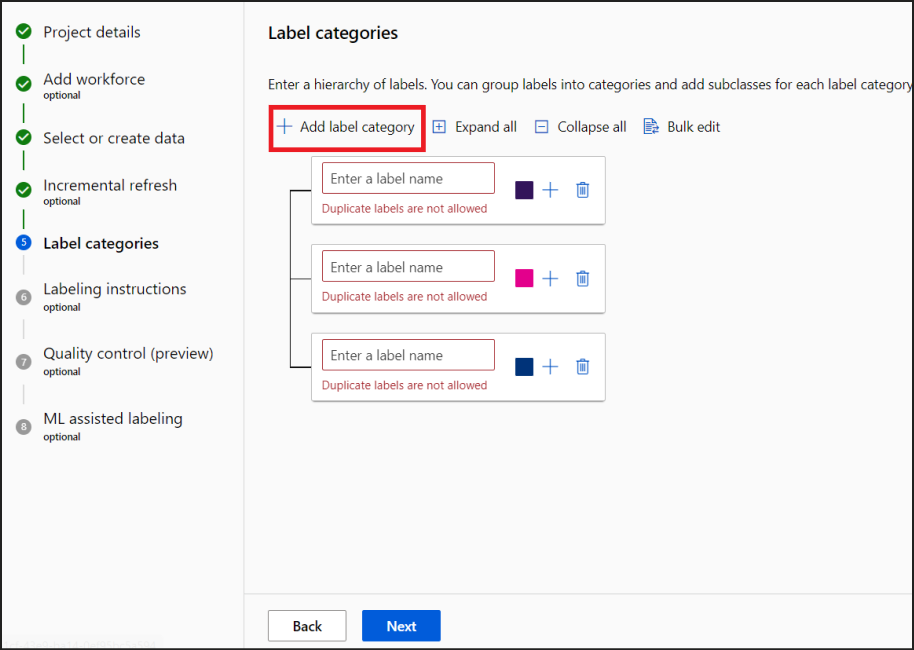 Project details
Add workforce
optional
Select or create data
Incremental refresh
optional
5 Label categories
6 Labeling instructions
optional
7 Quality control (preview)
optional
8 ML assisted labeling
optional
Label categories
Enter a hierarchy of labels. You can group labels into categories and add subclasses for each label category
Add label category Expand all Collapse all Bulk edit
Enter a label name
Duplicate labels are not allowed
Enter a label name
Duplicate labels are not allowed
Enter a label name
Duplicate labels are not allowed
Back Next